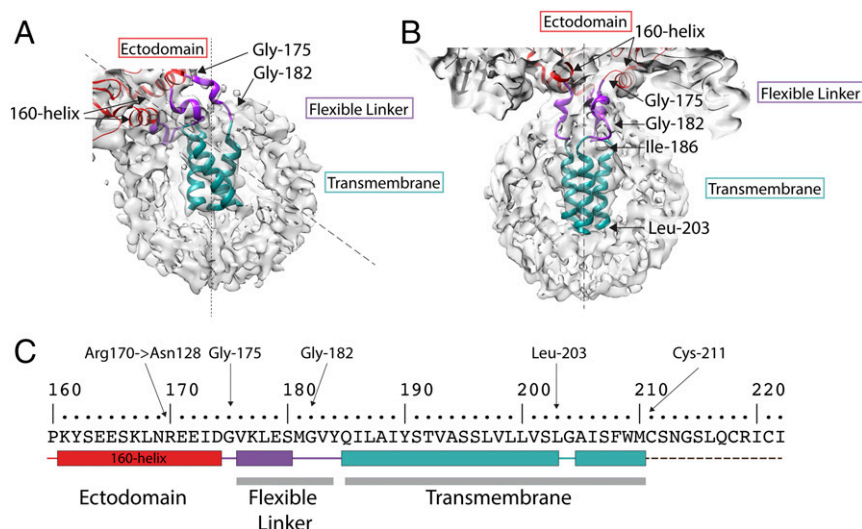 A
Ectodomain
Gly-175
Gly-182
160-helix
Flexible Linker
Transmembrane
B
Ectodomain
160-helix
Gly-175
Flexible Linker
Gly-182
Ile-186
Transmembrane
Leu-203
C
Arg170->Asn128 Gly-175 Gly-182 Leu-203 Cys-211
160 170 180 190 200 210 220
PKYSEESKLNREEIDGVKLESMGVYQILAIYSTVASSLVLLVSLGAISFWMCSNGSLQCRICI
160-helix
Ectodomain Flexible Linker Transmembrane